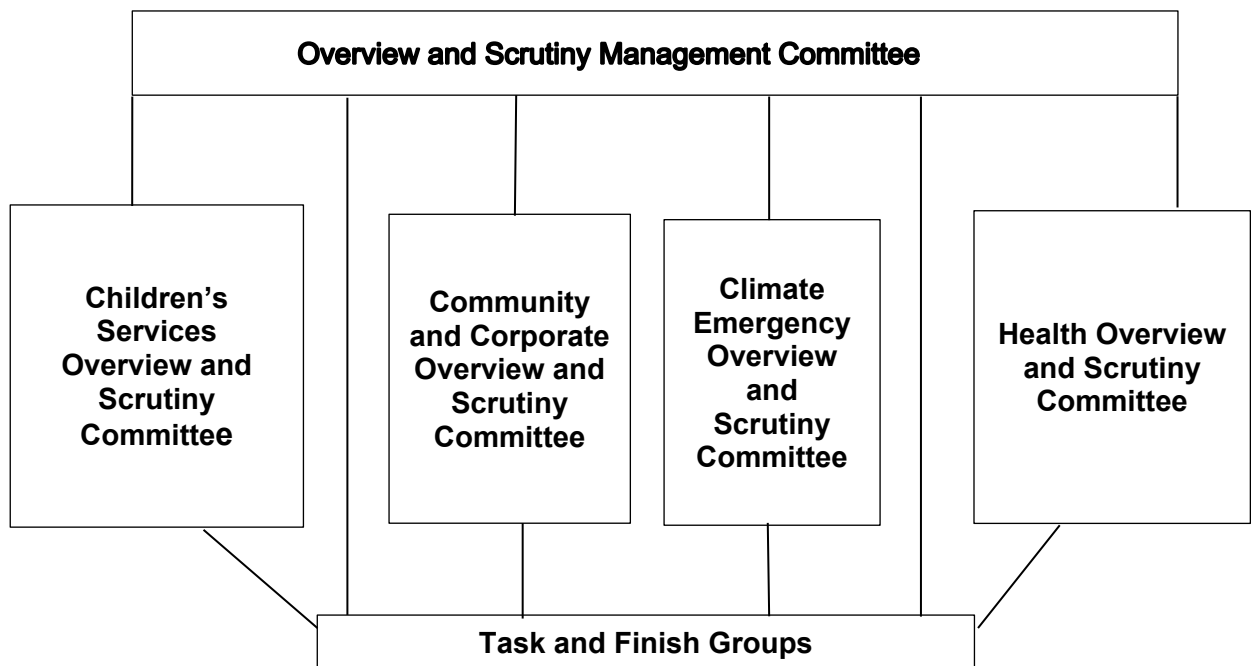 Overview and Scrutiny Management Committee
Children’s
Services
Overview and
Scrutiny
Committee
Community
and Corporate
Overview and
Scrutiny
Committee
Climate
Emergency
Overview
and
Scrutiny
Committee
Health Overview
and Scrutiny
Committee
Task and Finish Groups